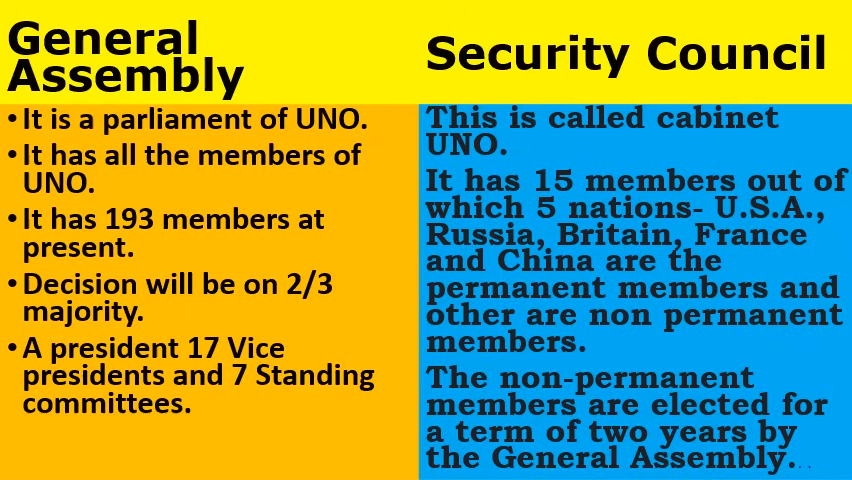 General
Assembly
• It is a parliament of UNO.
• It has all the members of
UNO.
• It has 193 members at
present.
• Decision will be on 2/3
majority.
• A president 17 Vice
presidents and 7 Standing
committees.
Security Council
This is called cabinet
UNO.
It has 15 members out of
which 5 nations- U.S.A.,
Russia, Britain, France
and China are the
permanent members and
other are non permanent
members.
The non-permanent
members are elected for
a term of two years by
the General Assembly...